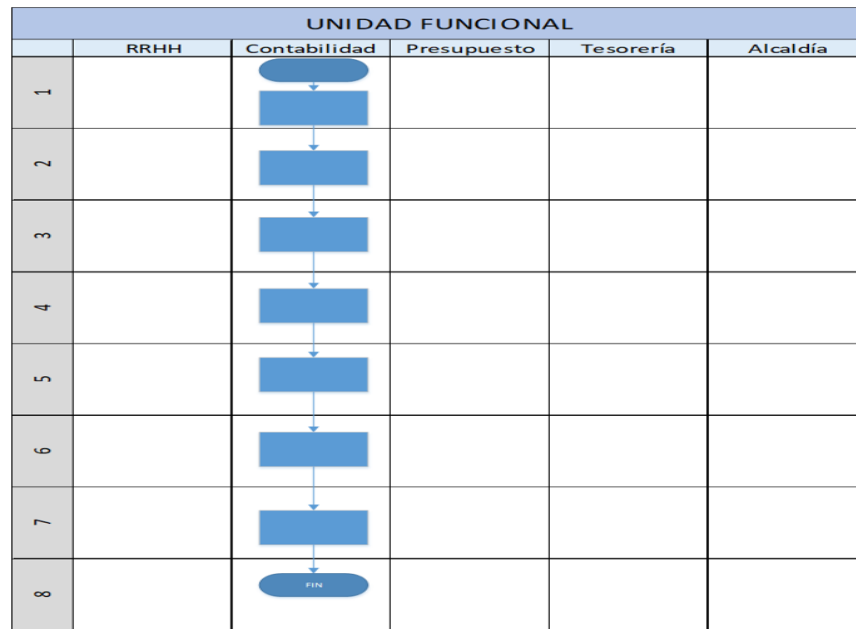 UNIDAD FUNCIONAL
RRHH Contabilidad Presupuesto Tesorería Alcaldía
1
2
3
4
5
6
7
8 FIN